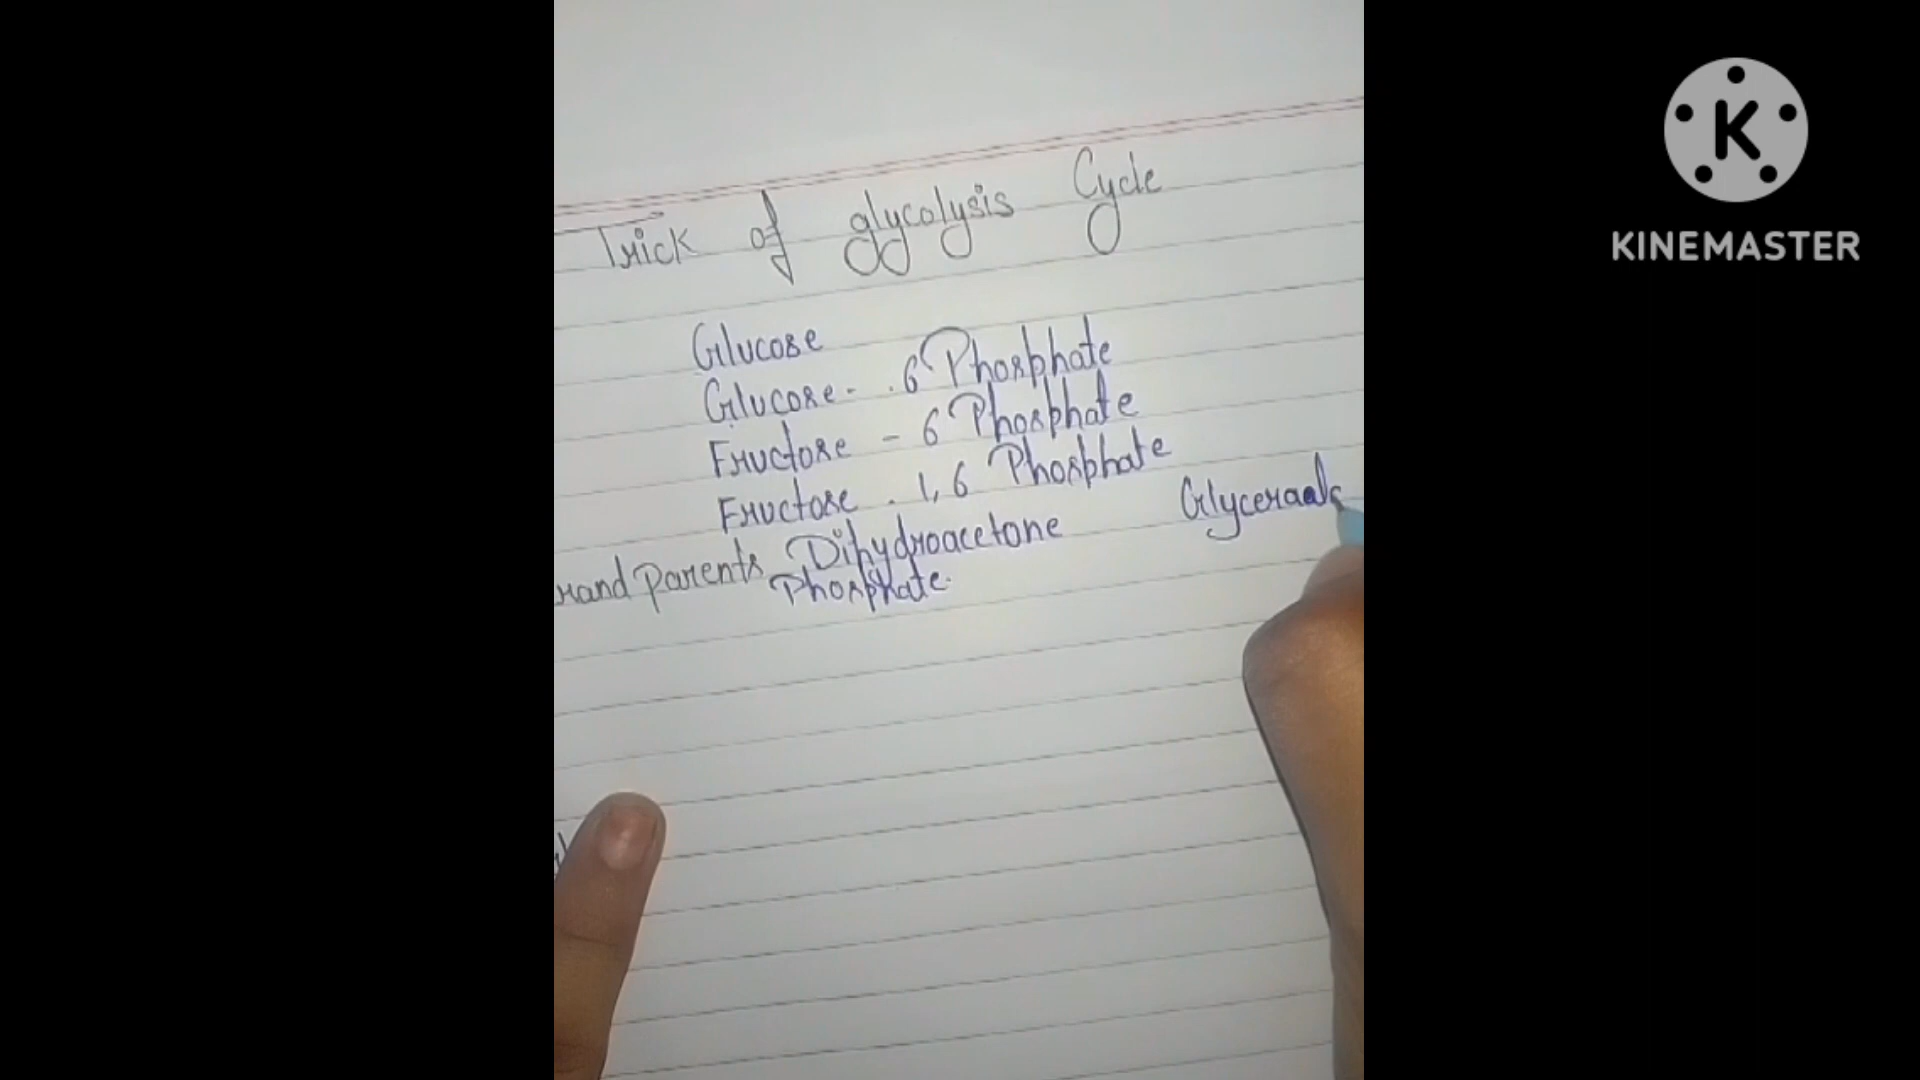 Trick of glycolysis Cycle
Glucose
Glucose - .6 Phosphate
Fructose - 6 Phosphate
Fructose . 1,6 Phosphate
rand Parents Dihydroacetone Glyceral
Phosphate.
K
KINEMASTER